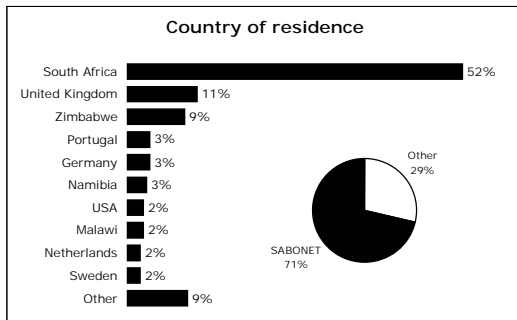 Country of residence
South Africa 52%
United Kingdom 11%
Zimbabwe 9%
Portugal 3%
Germany 3%
Namibia 3%
USA 2%
Malawi 2%
Netherlands 2%
Sweden 2%
Other 9%
Other
29%
SABONET
71%